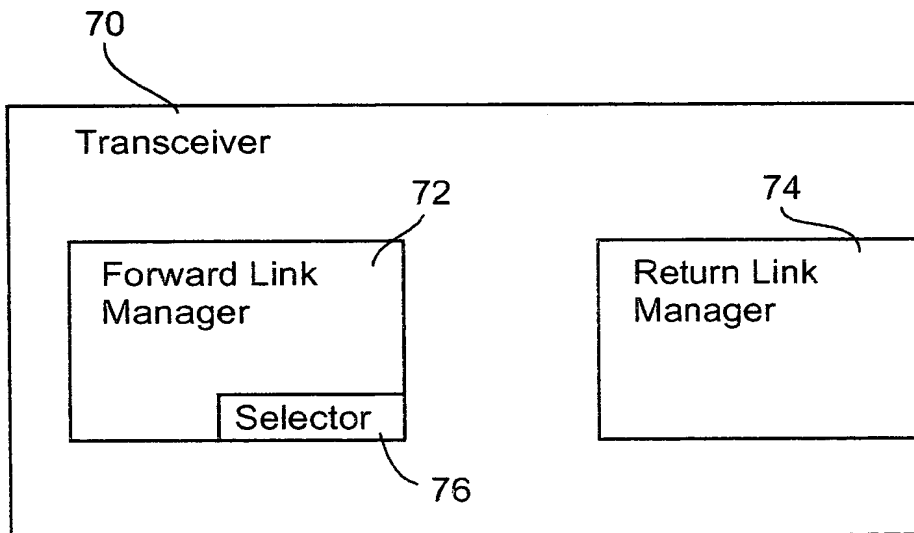 70
Transceiver
72
74
Forward Link
Manager
Return Link
Manager
Selector
76